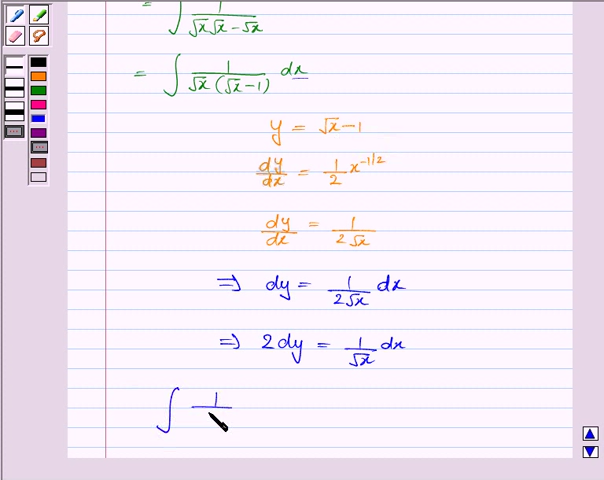 = ∫ 1/(√x√x - √x)
= ∫ 1/(√x (√x-1)) dx
y = √x-1
dy/dx = 1/2 x^(-1/2)
dy/dx = 1/(2√x)
⇒ dy = 1/(2√x) dx
⇒ 2dy = 1/√x dx
∫ 1/